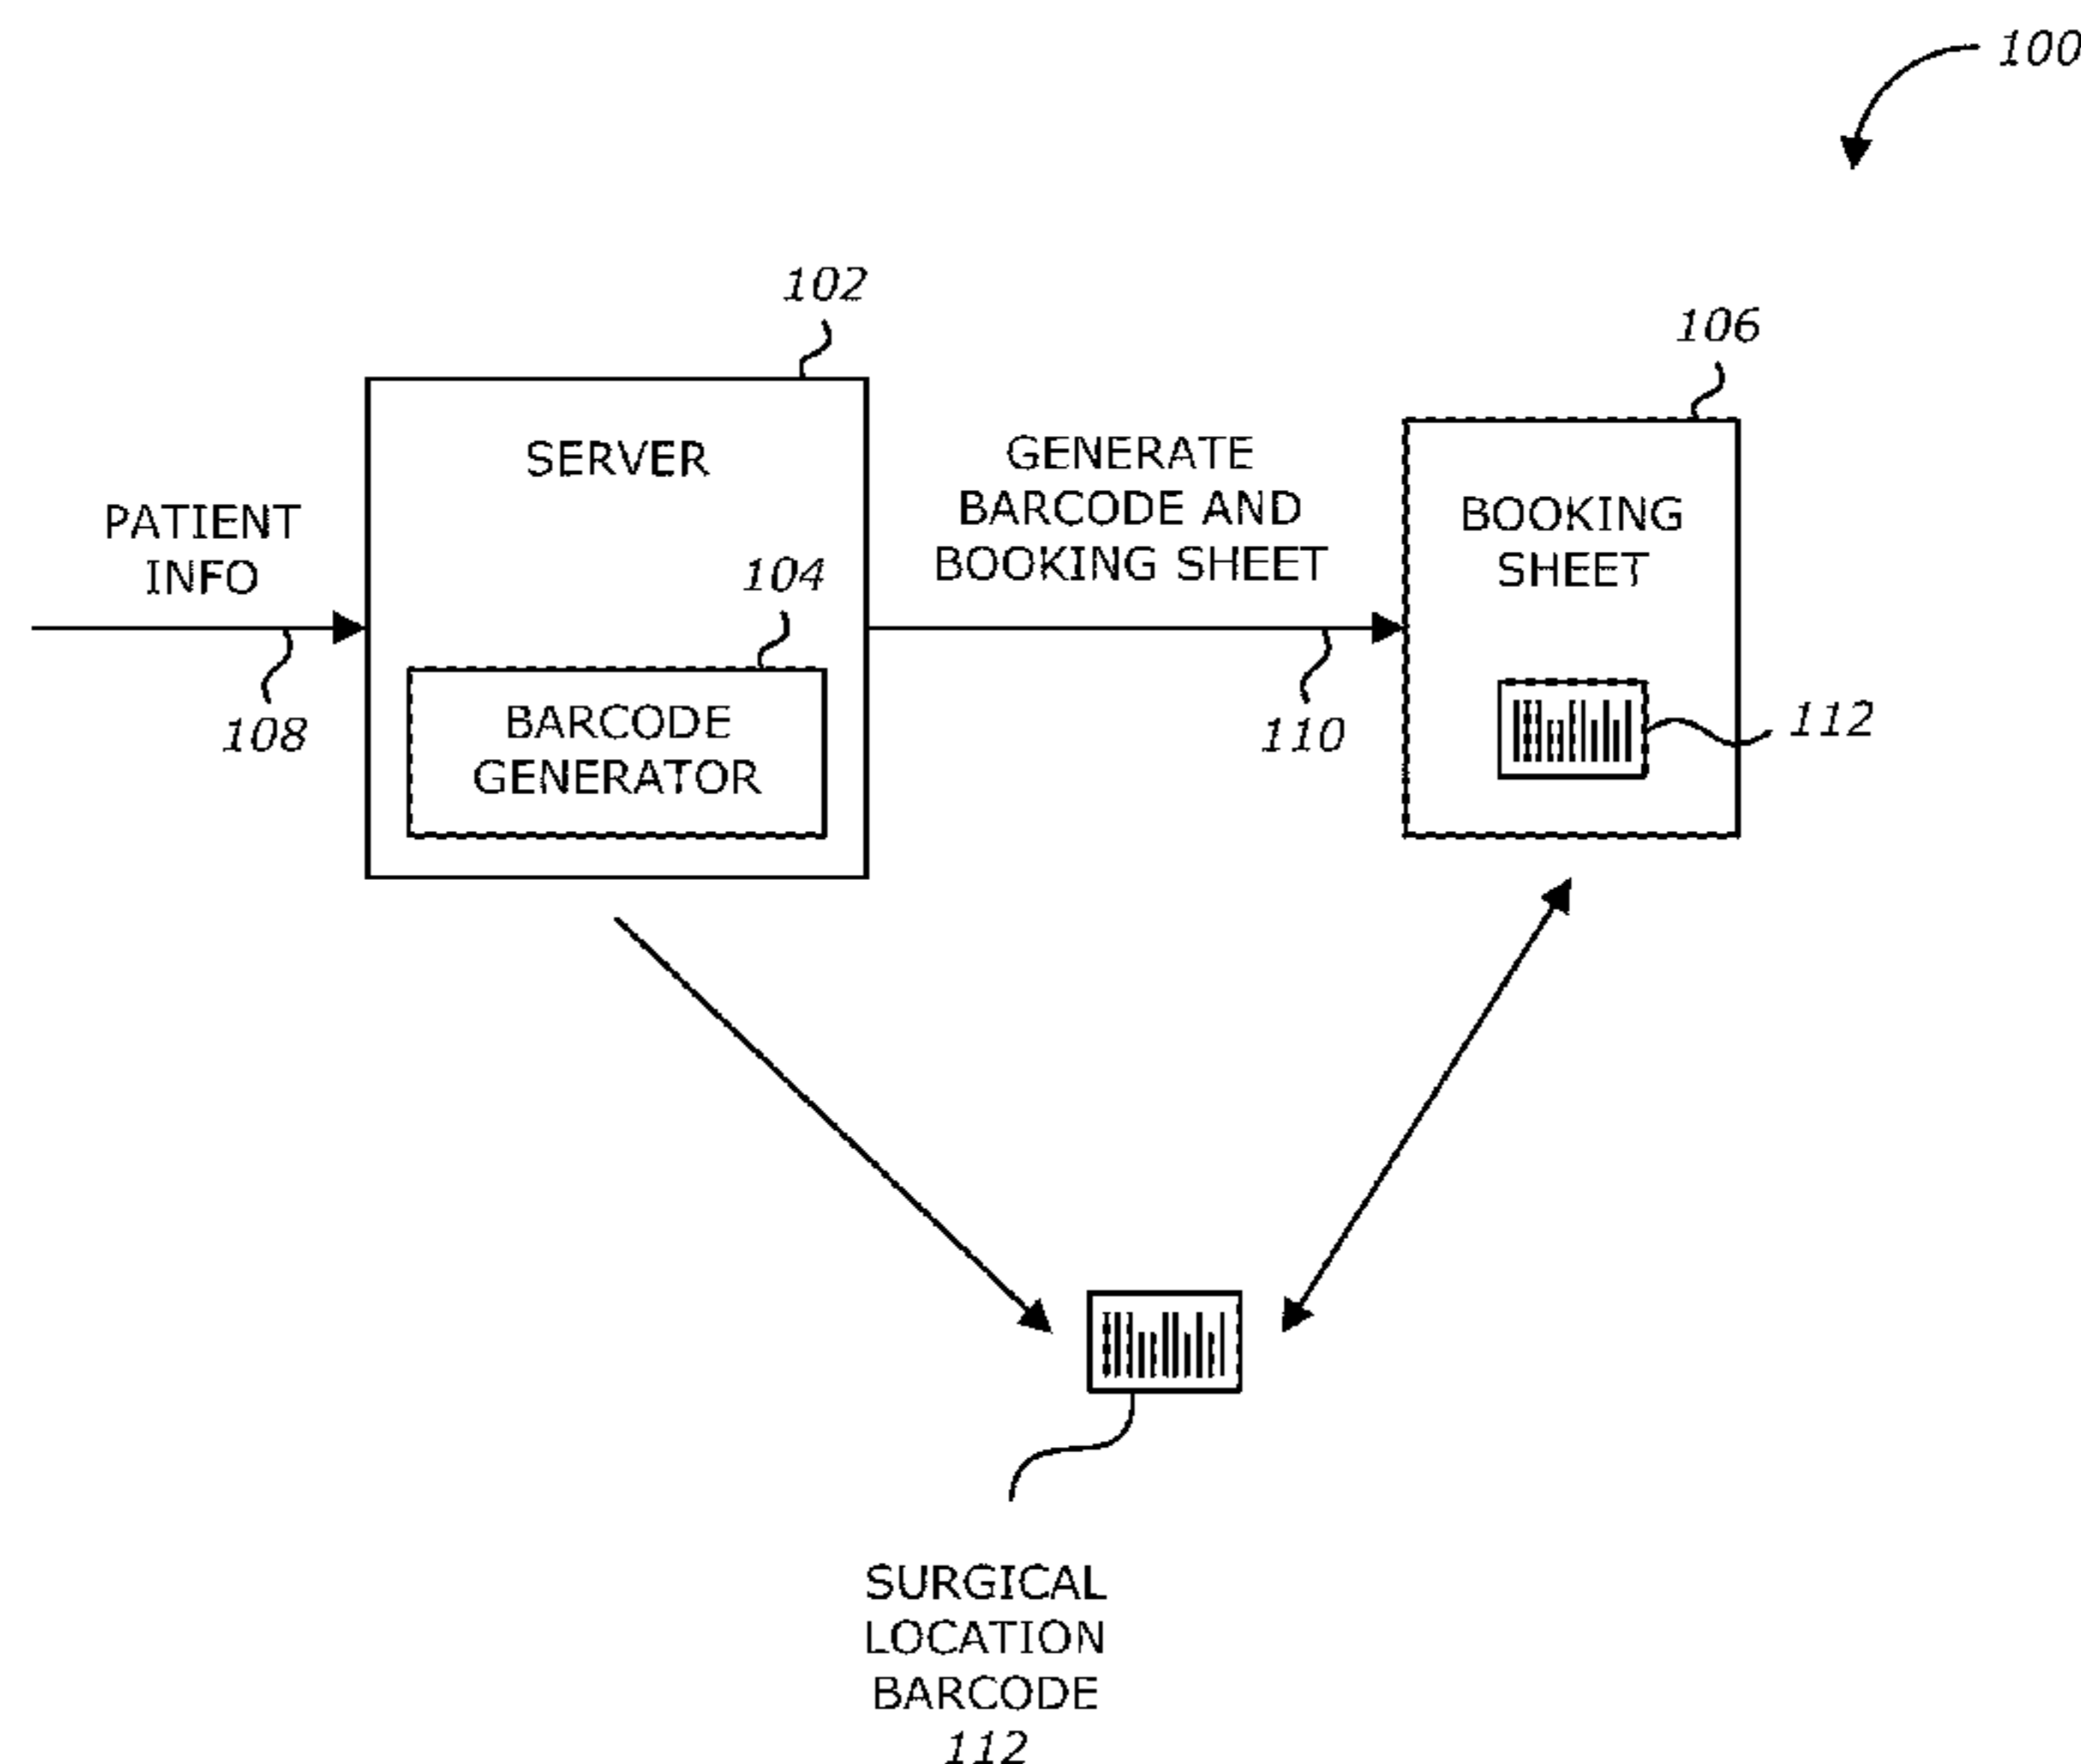 100
102
106
SERVER
GENERATE
BARCODE AND
BOOKING SHEET
BOOKING
SHEET
PATIENT
INFO
104
108
BARCODE
GENERATOR
110
112
SURGICAL
LOCATION
BARCODE
112